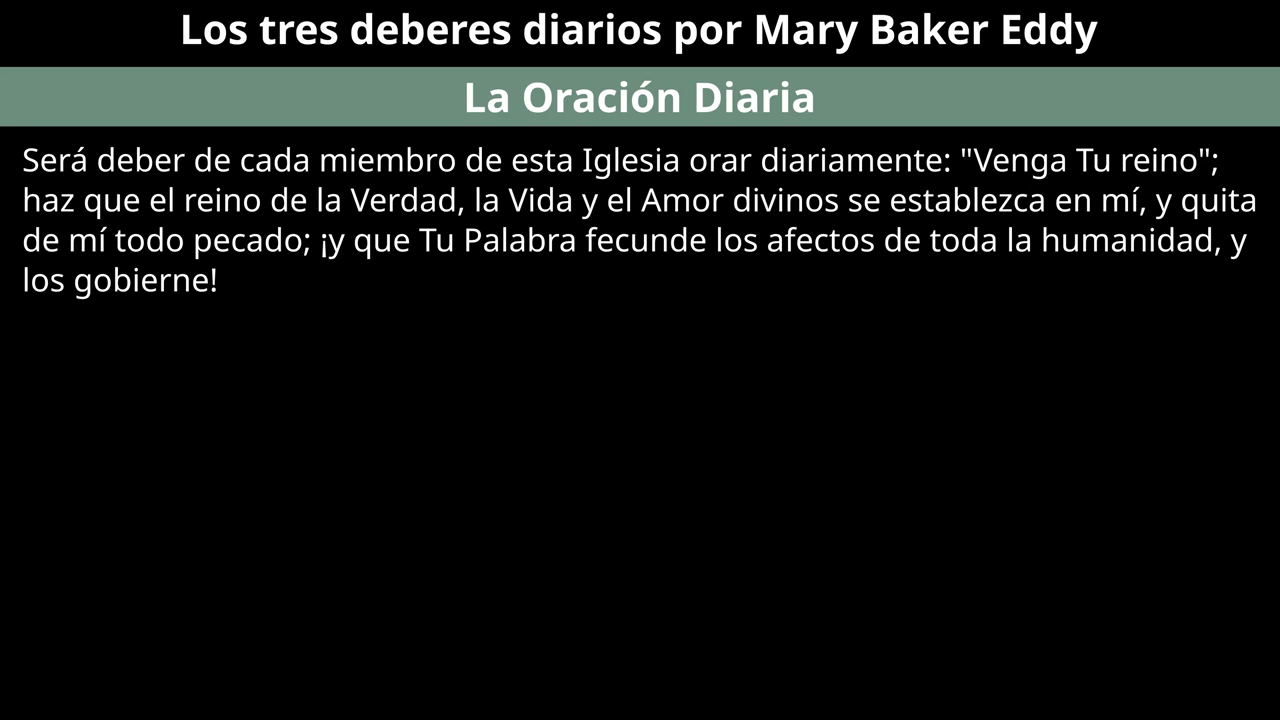 Los tres deberes diarios por Mary Baker Eddy
La Oración Diaria
Será deber de cada miembro de esta Iglesia orar diariamente: "Venga Tu reino";
haz que el reino de la Verdad, la Vida y el Amor divinos se establezca en mí, y quita
de mí todo pecado; ¡y que Tu Palabra fecunde los afectos de toda la humanidad, y
los gobierne!